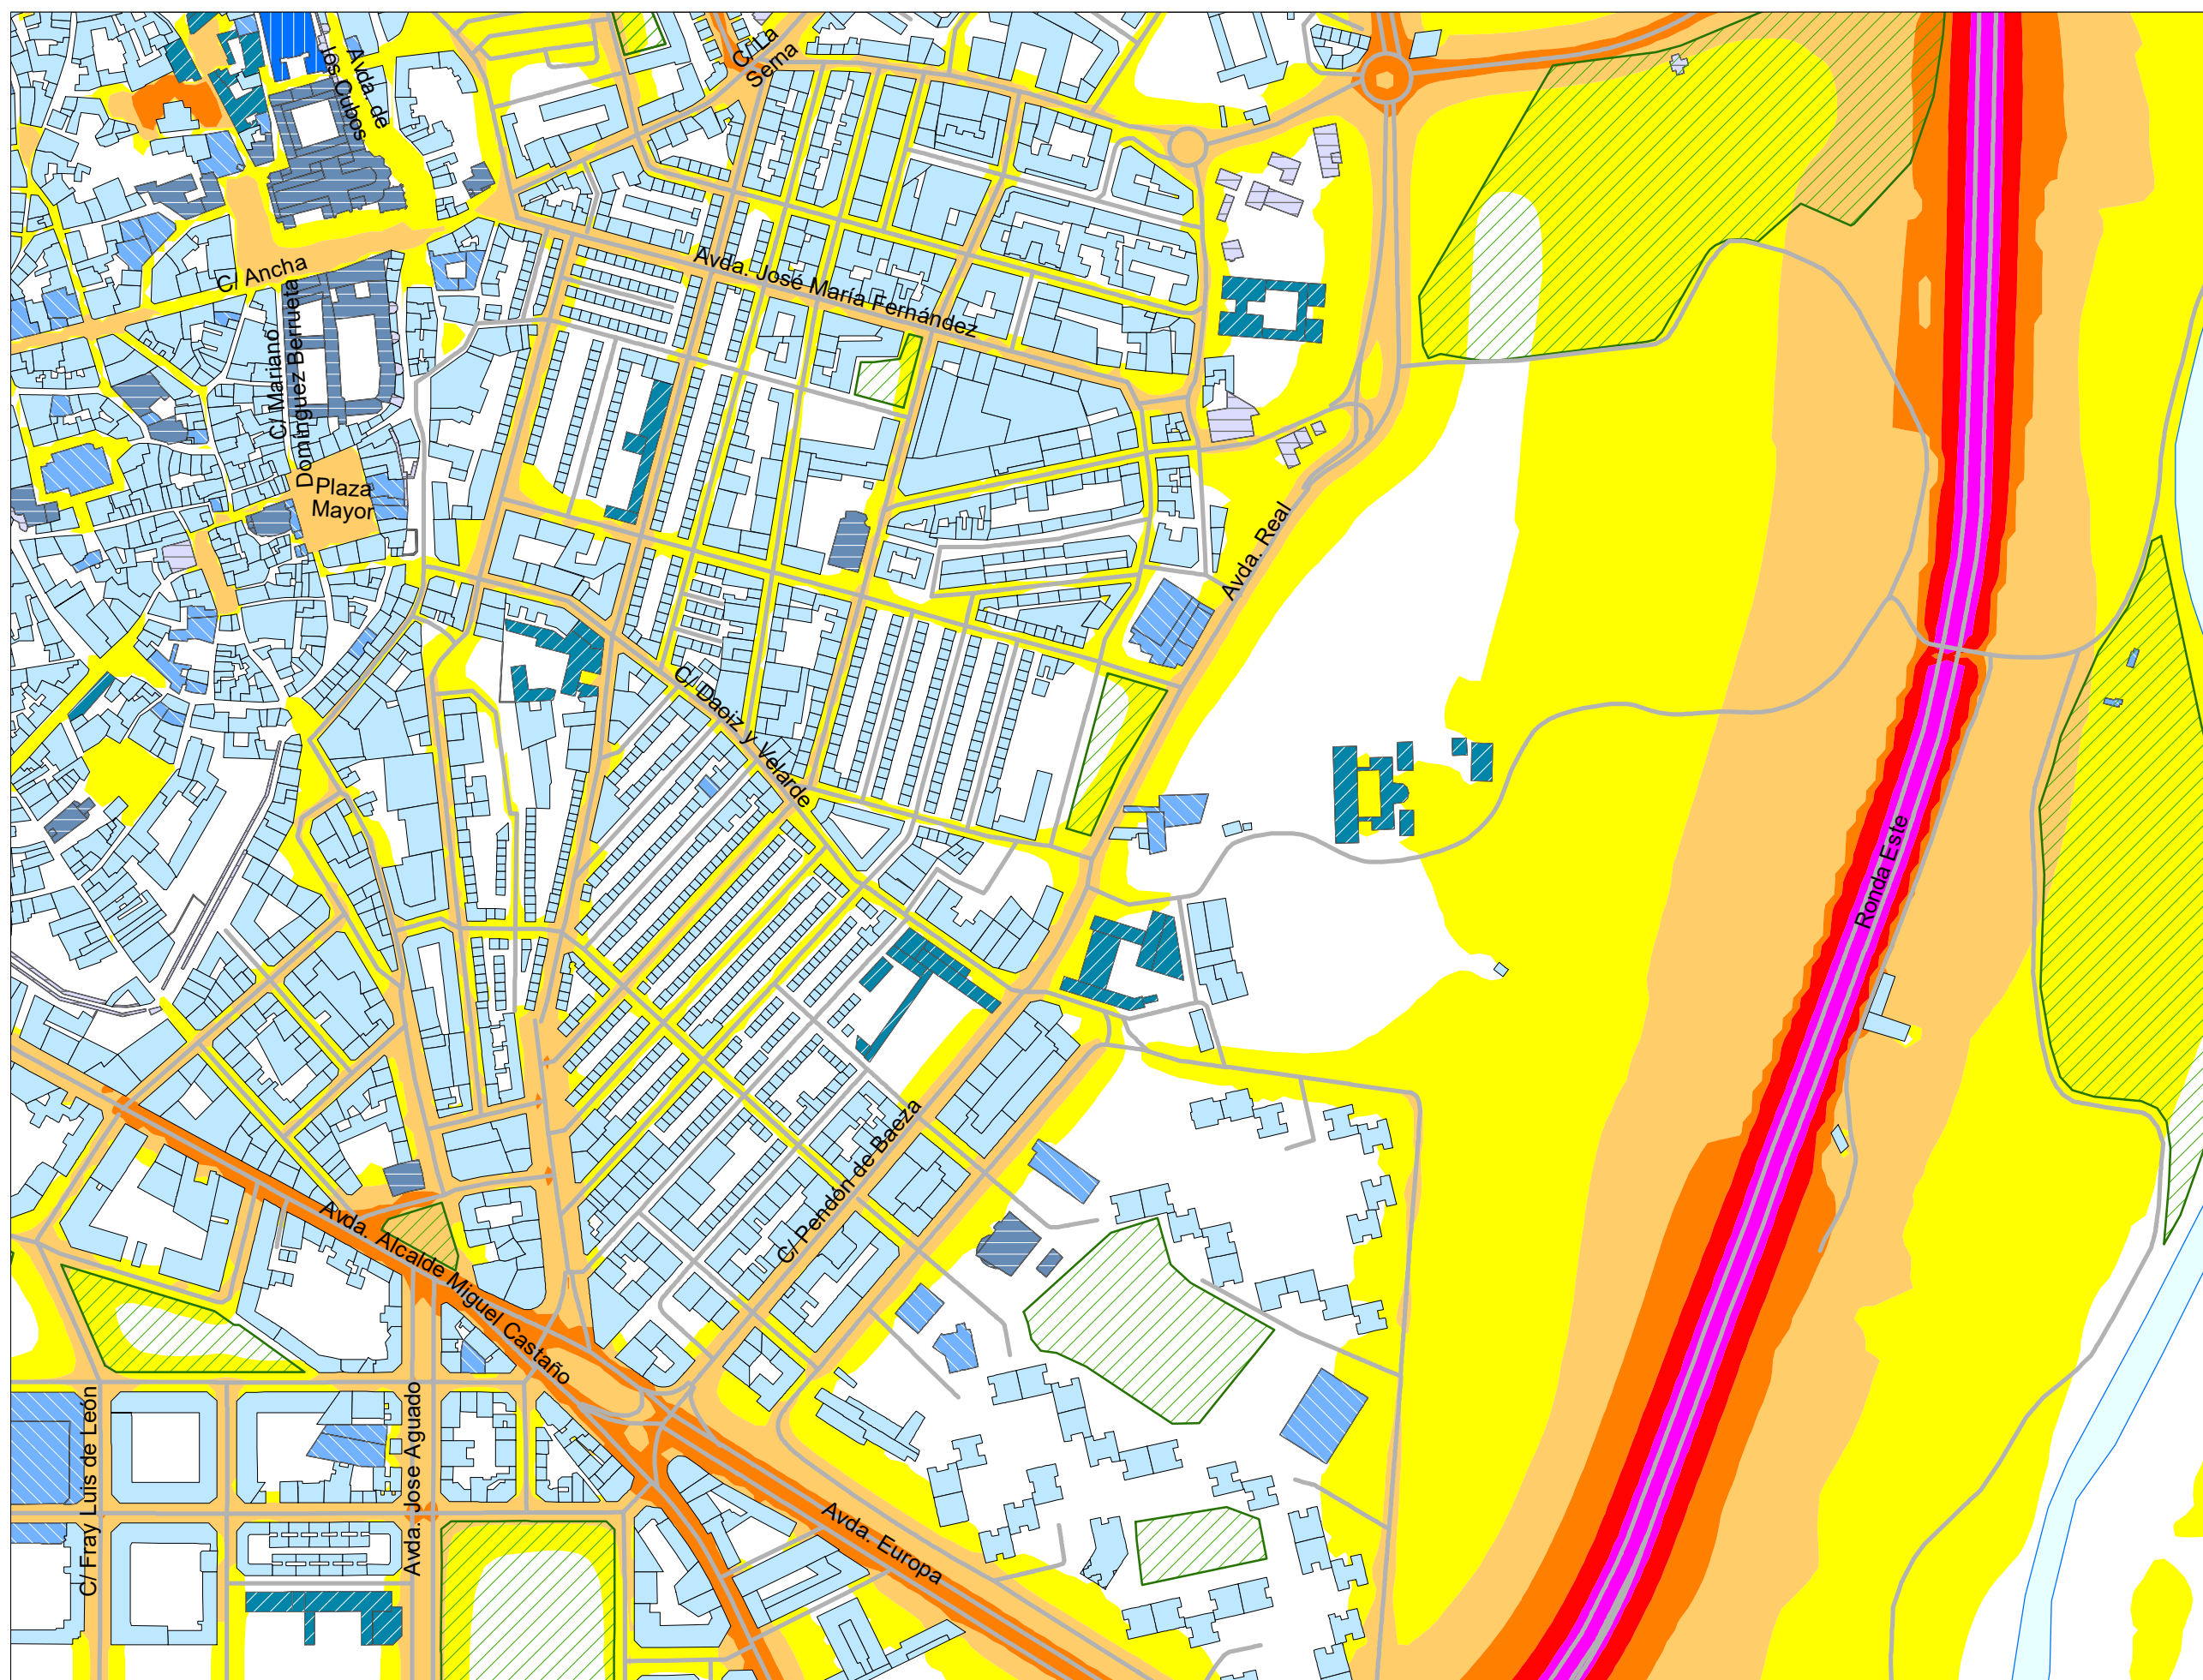 C/ La
Serna
Avda. de
los Cubos
C/ Ancha
Avda. José María Fernández
C/ Mariano
Domínguez Berrueta
Plaza
Mayor
Avda. Real
C/ Daoiz y Velarde
Ronda Este
C/ Pendón de Baeza
Avda. Alcalde Miguel Castaño
C/ Fray Luis de León
Avda. Jose Aguado
Avda. Europa